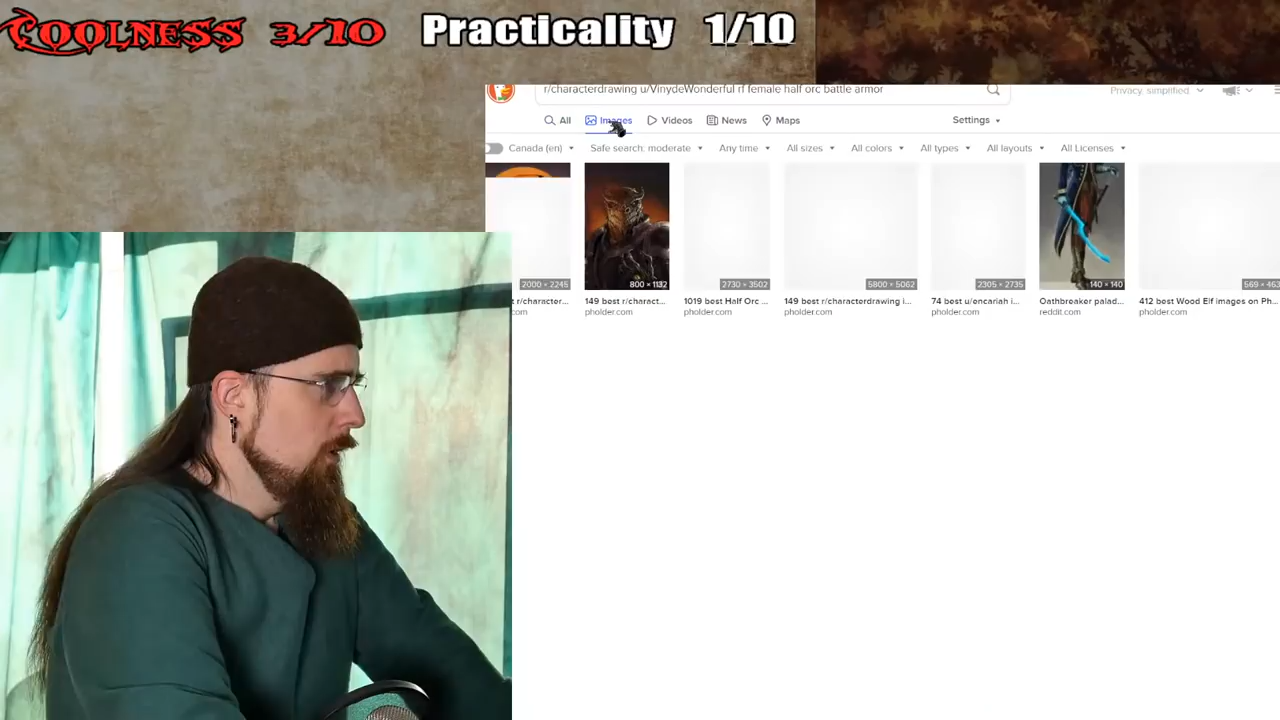 COOLNESS 3/10 Practicality 1/10
r/characterdrawing u/VinydeWonderful rf female half orc battle armor
Privacy, simplified.
All Images Videos News Maps Settings
Canada (en) Safe search: moderate Any time All sizes All colors All types All layouts All Licenses
2000 × 2245 800 × 1132 2730 × 3502 5800 × 5062 2305 × 2735 140 × 140 569 × 463
t r/character... 149 best r/charact... 1019 best Half Orc ... 149 best r/characterdrawing i... 74 best u/encariah i... Oathbreaker palad... 412 best Wood Elf images on Ph...
.com pholder.com pholder.com pholder.com pholder.com reddit.com pholder.com